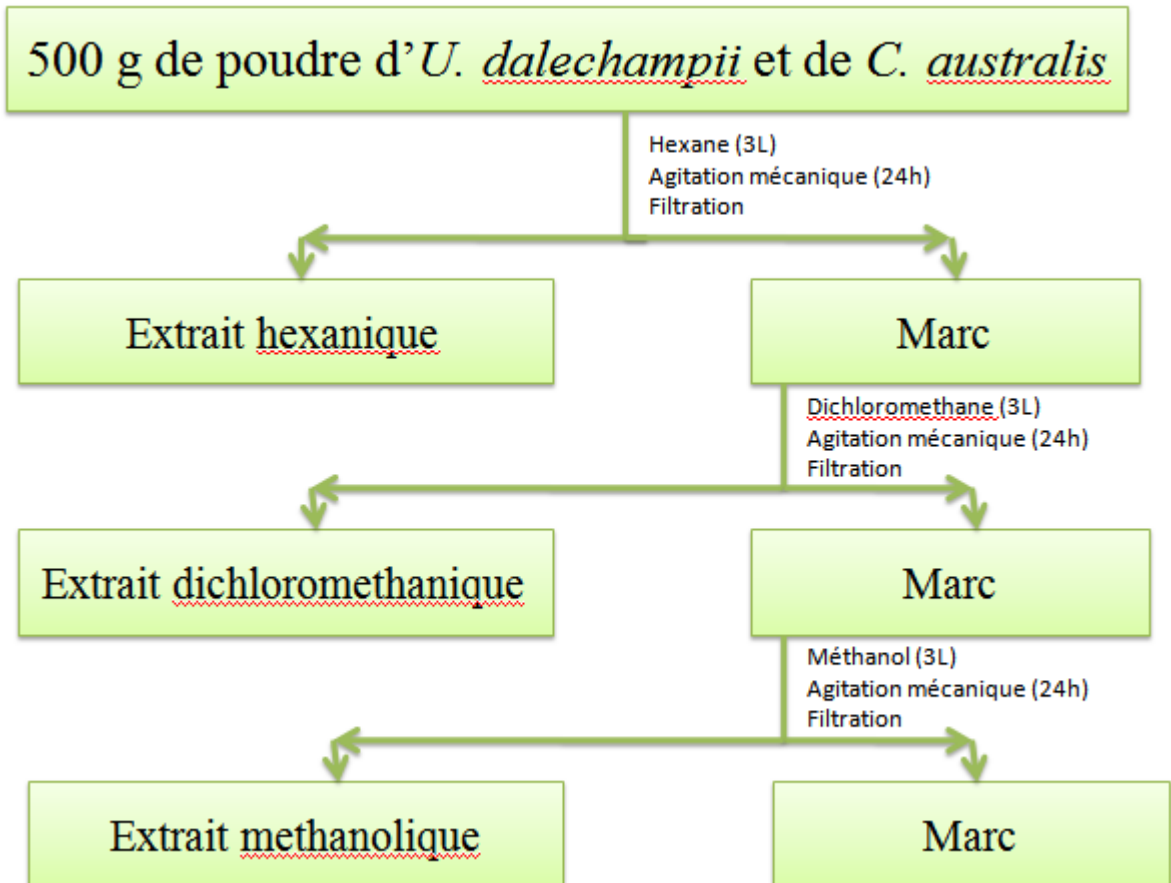 500 g de poudre d’U. dalechampii et de C. australis
Hexane (3L)
Agitation mécanique (24h)
Filtration
Extrait hexanique
Marc
Dichloromethane (3L)
Agitation mécanique (24h)
Filtration
Extrait dichloromethanique
Marc
Méthanol (3L)
Agitation mécanique (24h)
Filtration
Extrait methanolique
Marc